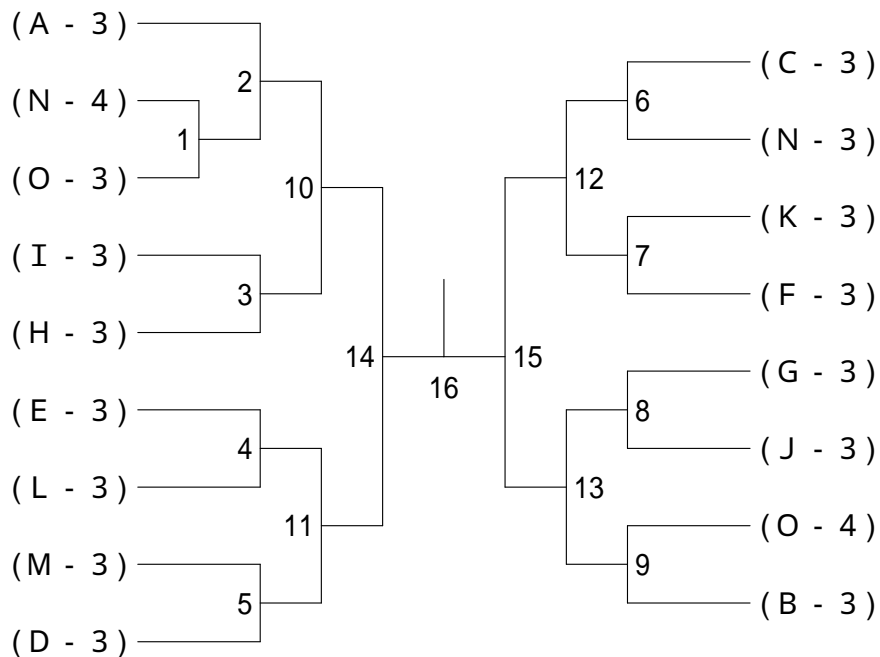 (A - 3)
2
(N - 4)
1
(O - 3)
10
(I - 3)
3
(H - 3)
14
(E - 3)
4
(L - 3)
11
(M - 3)
5
(D - 3)
16
(C - 3)
6
(N - 3)
12
(K - 3)
7
(F - 3)
15
(G - 3)
8
(J - 3)
13
(O - 4)
9
(B - 3)